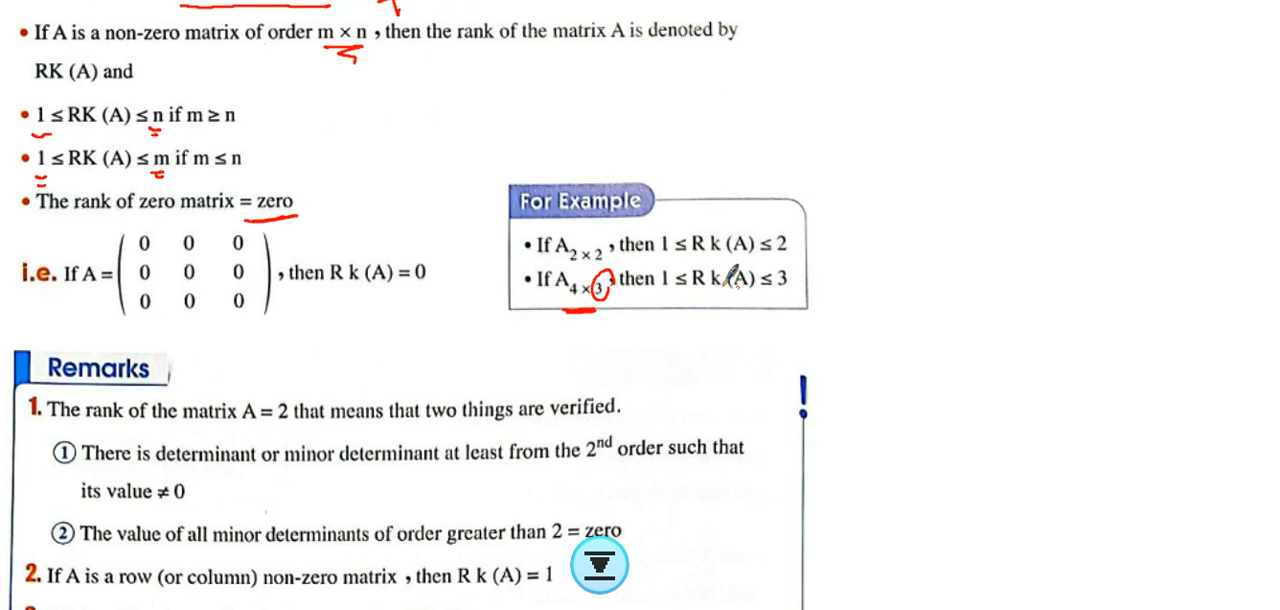 • If A is a non-zero matrix of order m × n , then the rank of the matrix A is denoted by
RK (A) and
• 1 ≤ RK (A) ≤ n if m ≥ n
• 1 ≤ RK (A) ≤ m if m ≤ n
• The rank of zero matrix = zero
i.e. If A = ( 0 0 0
0 0 0
0 0 0 ) , then R k (A) = 0
For Example
• If A₂ₓ₂ , then 1 ≤ R k (A) ≤ 2
• If A₄ₓ₃ , then 1 ≤ R k (A) ≤ 3
Remarks
!
1. The rank of the matrix A = 2 that means that two things are verified.
① There is determinant or minor determinant at least from the 2nd order such that
its value ≠ 0
② The value of all minor determinants of order greater than 2 = zero
2. If A is a row (or column) non-zero matrix , then R k (A) = 1